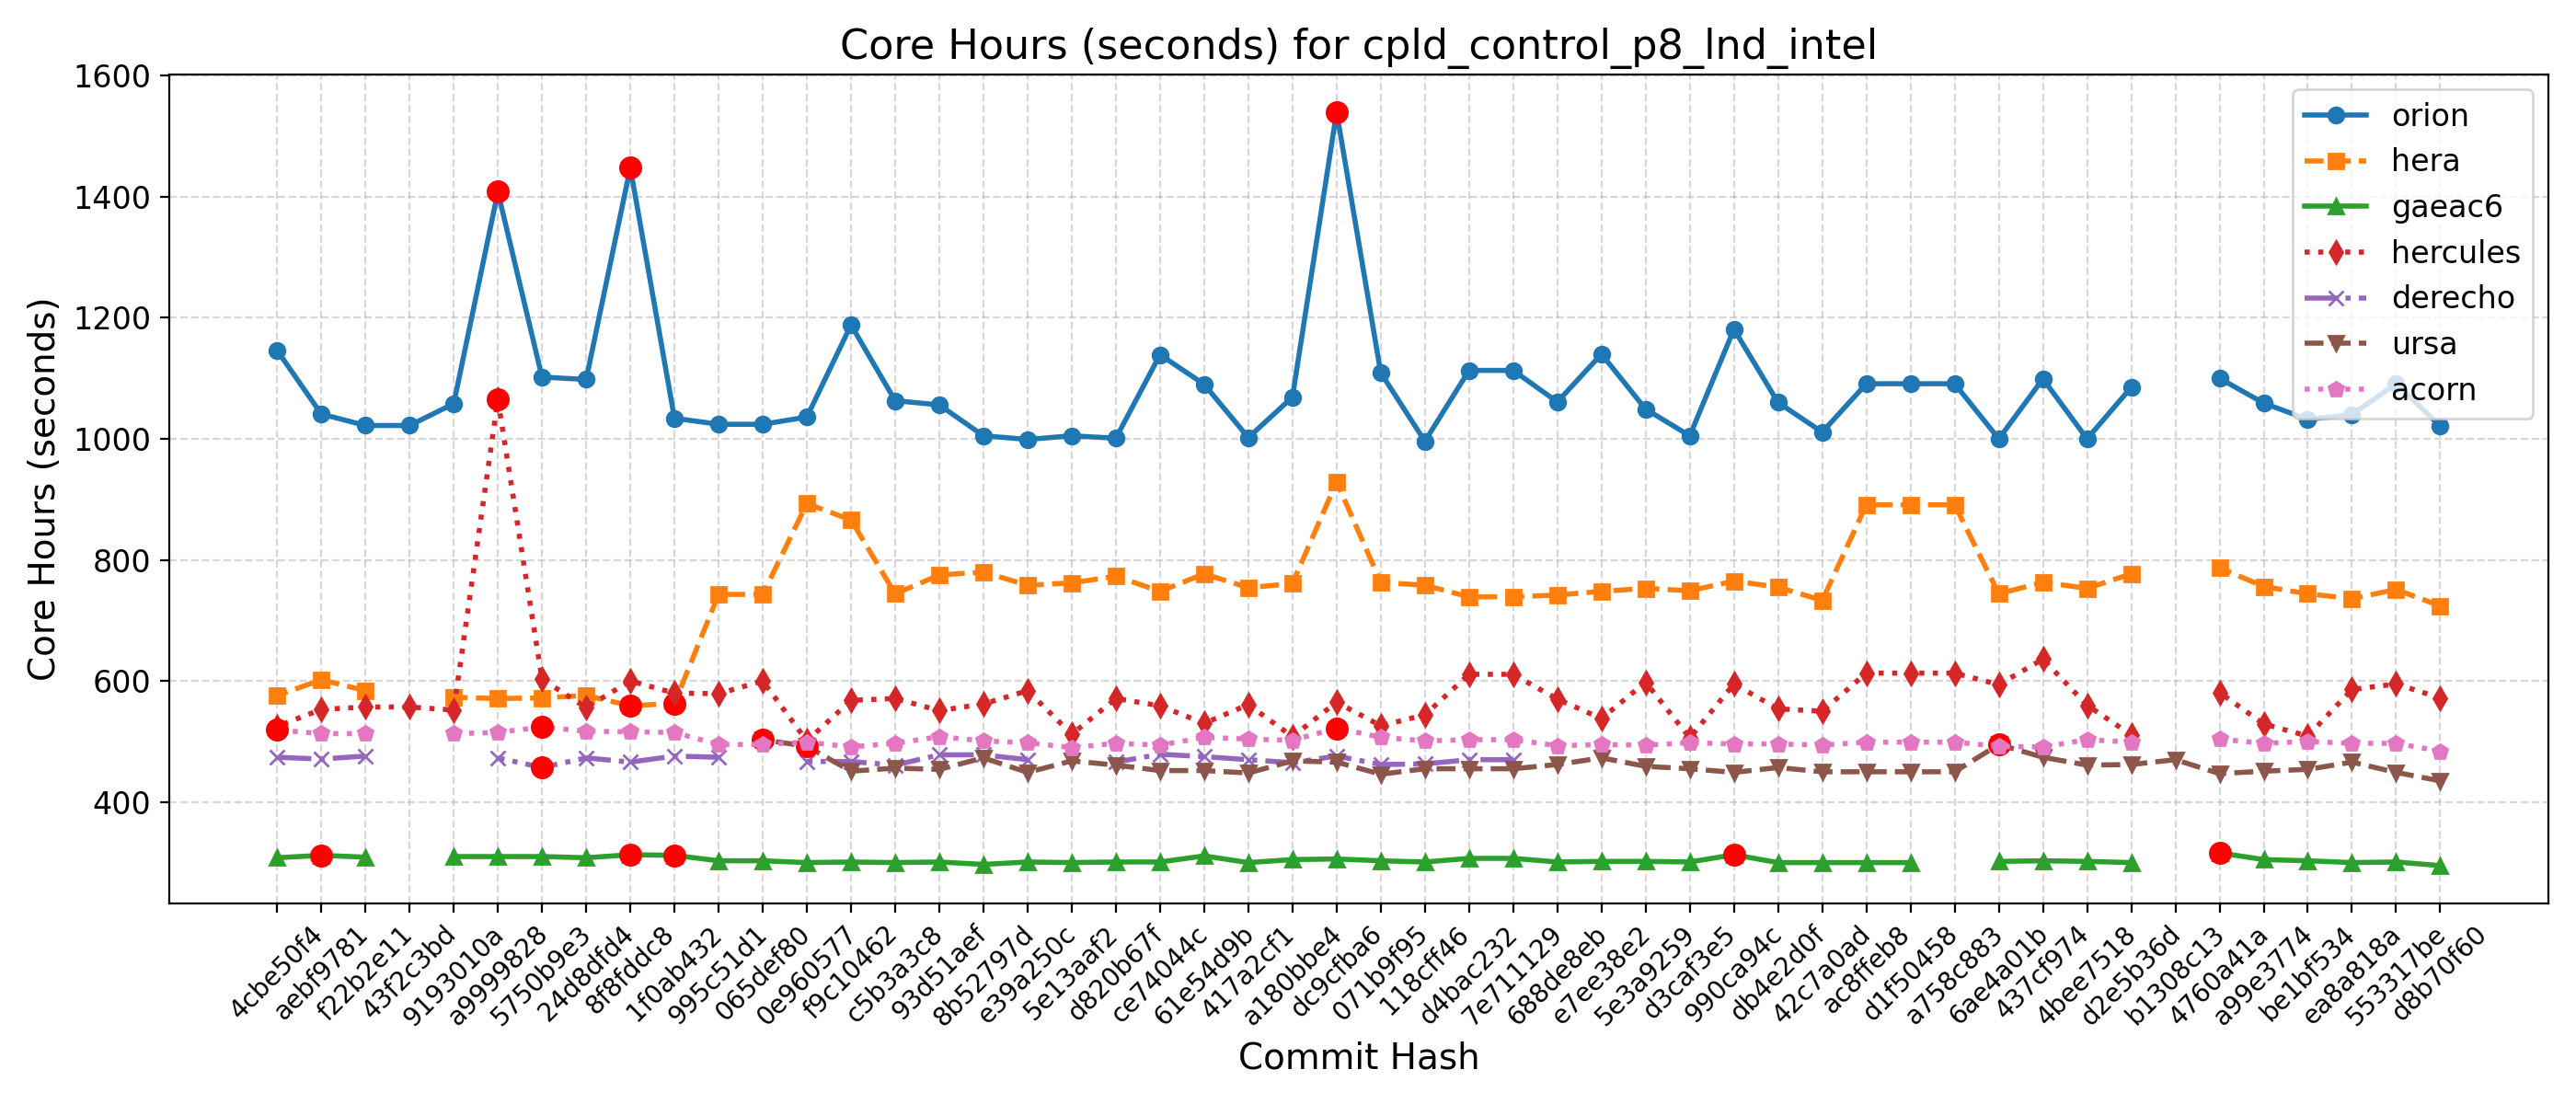 Core Hours (seconds) for cpld_control_p8_lnd_intel
Core Hours (seconds)
1600
1400
1200
1000
800
600
400
orion
hera
gaeac6
hercules
derecho
ursa
acorn
4cbe50f4
aebf9781
f22b2e11
43f2c3bd
9193010a
a9999828
5750b9e3
24d8dfd4
8f8fddc8
1f0ab432
995c51d1
065def80
0e960577
f9c10462
c5b3a3c8
93d51aef
8b52797d
e39a250c
5e13aaf2
d820b67f
ce74044c
61e54d9b
417a2cf1
a180bbe4
dc9cfba6
071b9f95
118cff46
d4bac232
7e711129
688de8eb
e7ee38e2
5e3a9259
d3caf3e5
990ca94c
db4e2d0f
42c7a0ad
ac8ffeb8
d1f50458
a758c883
6ae4a01b
437cf974
4bee7518
d2e5b36d
b1308c13
4760a41a
a99e3774
be1bf534
ea8a818a
553317be
d8b70f60
Commit Hash